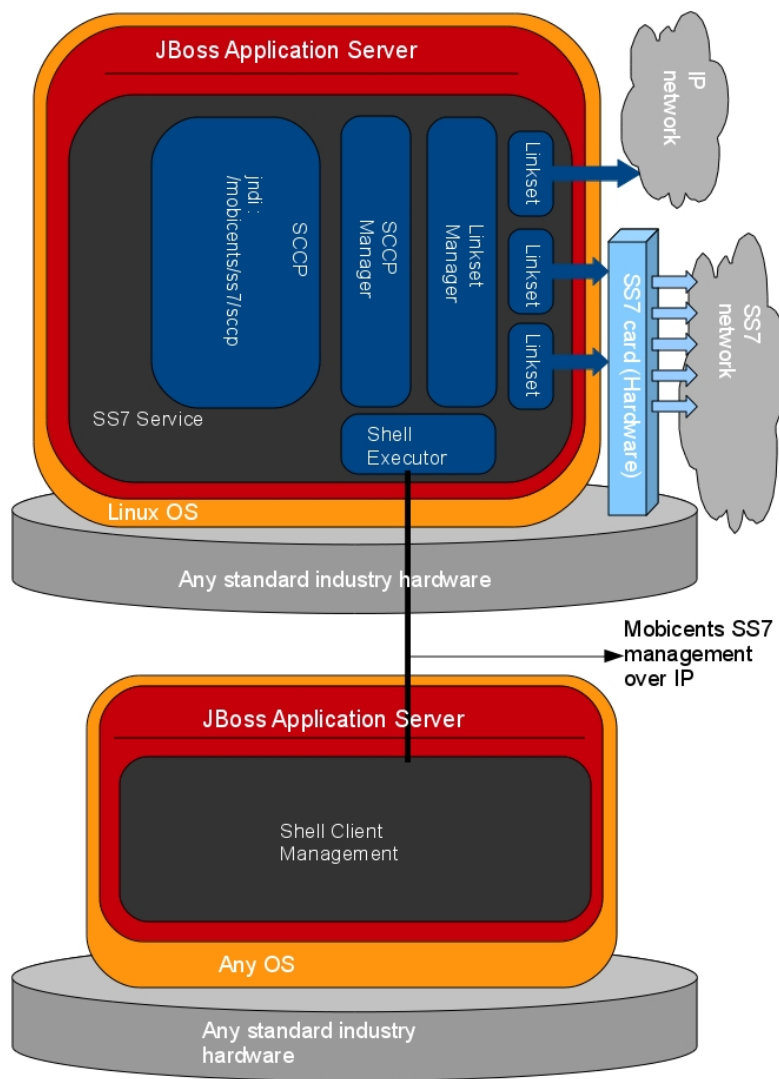 JBoss Application Server
IP
network
SCCP
jndi :
/mobicents/ss7/sccp
SCCP
Manager
Linkset
Manager
Linkset
Linkset
Linkset
SS7 card (Hardware)
SS7
network
SS7 Service
Shell
Executor
Linux OS
Any standard industry hardware
Mobicents SS7
management
over IP
JBoss Application Server
Shell Client
Management
Any OS
Any standard industry
hardware